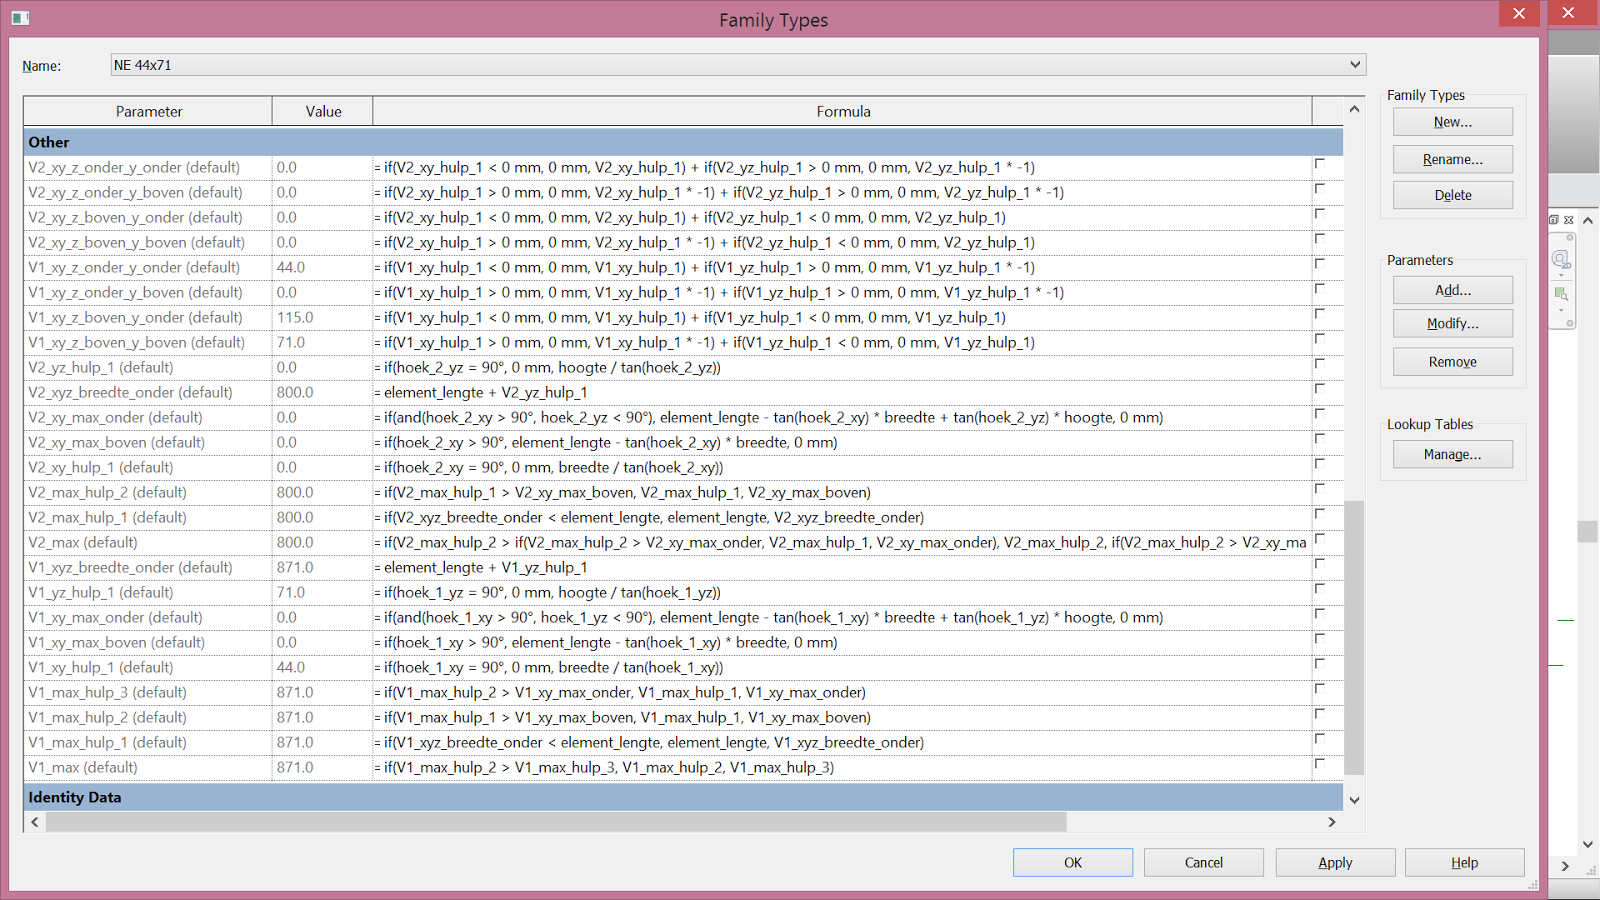 Family Types
Name: NE 44x71
Parameter Value Formula
Other
V2_xy_z_onder_y_onder (default) 0.0 = if(V2_xy_hulp_1 < 0 mm, 0 mm, V2_xy_hulp_1) + if(V2_yz_hulp_1 > 0 mm, 0 mm, V2_yz_hulp_1 * -1)
V2_xy_z_onder_y_boven (default) 0.0 = if(V2_xy_hulp_1 > 0 mm, 0 mm, V2_xy_hulp_1 * -1) + if(V2_yz_hulp_1 > 0 mm, 0 mm, V2_yz_hulp_1 * -1)
V2_xy_z_boven_y_onder (default) 0.0 = if(V2_xy_hulp_1 < 0 mm, 0 mm, V2_xy_hulp_1) + if(V2_yz_hulp_1 < 0 mm, 0 mm, V2_yz_hulp_1)
V2_xy_z_boven_y_boven (default) 0.0 = if(V2_xy_hulp_1 > 0 mm, 0 mm, V2_xy_hulp_1 * -1) + if(V2_yz_hulp_1 < 0 mm, 0 mm, V2_yz_hulp_1)
V1_xy_z_onder_y_onder (default) 44.0 = if(V1_xy_hulp_1 < 0 mm, 0 mm, V1_xy_hulp_1) + if(V1_yz_hulp_1 > 0 mm, 0 mm, V1_yz_hulp_1 * -1)
V1_xy_z_onder_y_boven (default) 0.0 = if(V1_xy_hulp_1 > 0 mm, 0 mm, V1_xy_hulp_1 * -1) + if(V1_yz_hulp_1 > 0 mm, 0 mm, V1_yz_hulp_1 * -1)
V1_xy_z_boven_y_onder (default) 115.0 = if(V1_xy_hulp_1 < 0 mm, 0 mm, V1_xy_hulp_1) + if(V1_yz_hulp_1 < 0 mm, 0 mm, V1_yz_hulp_1)
V1_xy_z_boven_y_boven (default) 71.0 = if(V1_xy_hulp_1 > 0 mm, 0 mm, V1_xy_hulp_1 * -1) + if(V1_yz_hulp_1 < 0 mm, 0 mm, V1_yz_hulp_1)
V2_yz_hulp_1 (default) 0.0 = if(hoek_2_yz = 90°, 0 mm, hoogte / tan(hoek_2_yz))
V2_xyz_breedte_onder (default) 800.0 = element_lengte + V2_yz_hulp_1
V2_xy_max_onder (default) 0.0 = if(and(hoek_2_xy > 90°, hoek_2_yz < 90°), element_lengte - tan(hoek_2_xy) * breedte + tan(hoek_2_yz) * hoogte, 0 mm)
V2_xy_max_boven (default) 0.0 = if(hoek_2_xy > 90°, element_lengte - tan(hoek_2_xy) * breedte, 0 mm)
V2_xy_hulp_1 (default) 0.0 = if(hoek_2_xy = 90°, 0 mm, breedte / tan(hoek_2_xy))
V2_max_hulp_2 (default) 800.0 = if(V2_max_hulp_1 > V2_xy_max_boven, V2_max_hulp_1, V2_xy_max_boven)
V2_max_hulp_1 (default) 800.0 = if(V2_xyz_breedte_onder < element_lengte, element_lengte, V2_xyz_breedte_onder)
V2_max (default) 800.0 = if(V2_max_hulp_2 > if(V2_max_hulp_2 > V2_xy_max_onder, V2_max_hulp_1, V2_xy_max_onder), V2_max_hulp_2, if(V2_max_hulp_2 > V2_xy_ma
V1_xyz_breedte_onder (default) 871.0 = element_lengte + V1_yz_hulp_1
V1_yz_hulp_1 (default) 71.0 = if(hoek_1_yz = 90°, 0 mm, hoogte / tan(hoek_1_yz))
V1_xy_max_onder (default) 0.0 = if(and(hoek_1_xy > 90°, hoek_1_yz < 90°), element_lengte - tan(hoek_1_xy) * breedte + tan(hoek_1_yz) * hoogte, 0 mm)
V1_xy_max_boven (default) 0.0 = if(hoek_1_xy > 90°, element_lengte - tan(hoek_1_xy) * breedte, 0 mm)
V1_xy_hulp_1 (default) 44.0 = if(hoek_1_xy = 90°, 0 mm, breedte / tan(hoek_1_xy))
V1_max_hulp_3 (default) 871.0 = if(V1_max_hulp_2 > V1_xy_max_onder, V1_max_hulp_1, V1_xy_max_onder)
V1_max_hulp_2 (default) 871.0 = if(V1_max_hulp_1 > V1_xy_max_boven, V1_max_hulp_1, V1_xy_max_boven)
V1_max_hulp_1 (default) 871.0 = if(V1_xyz_breedte_onder < element_lengte, element_lengte, V1_xyz_breedte_onder)
V1_max (default) 871.0 = if(V1_max_hulp_2 > V1_max_hulp_3, V1_max_hulp_2, V1_max_hulp_3)
Identity Data
Family Types
New...
Rename...
Delete
Parameters
Add...
Modify...
Remove
Lookup Tables
Manage...
OK Cancel Apply Help
2D